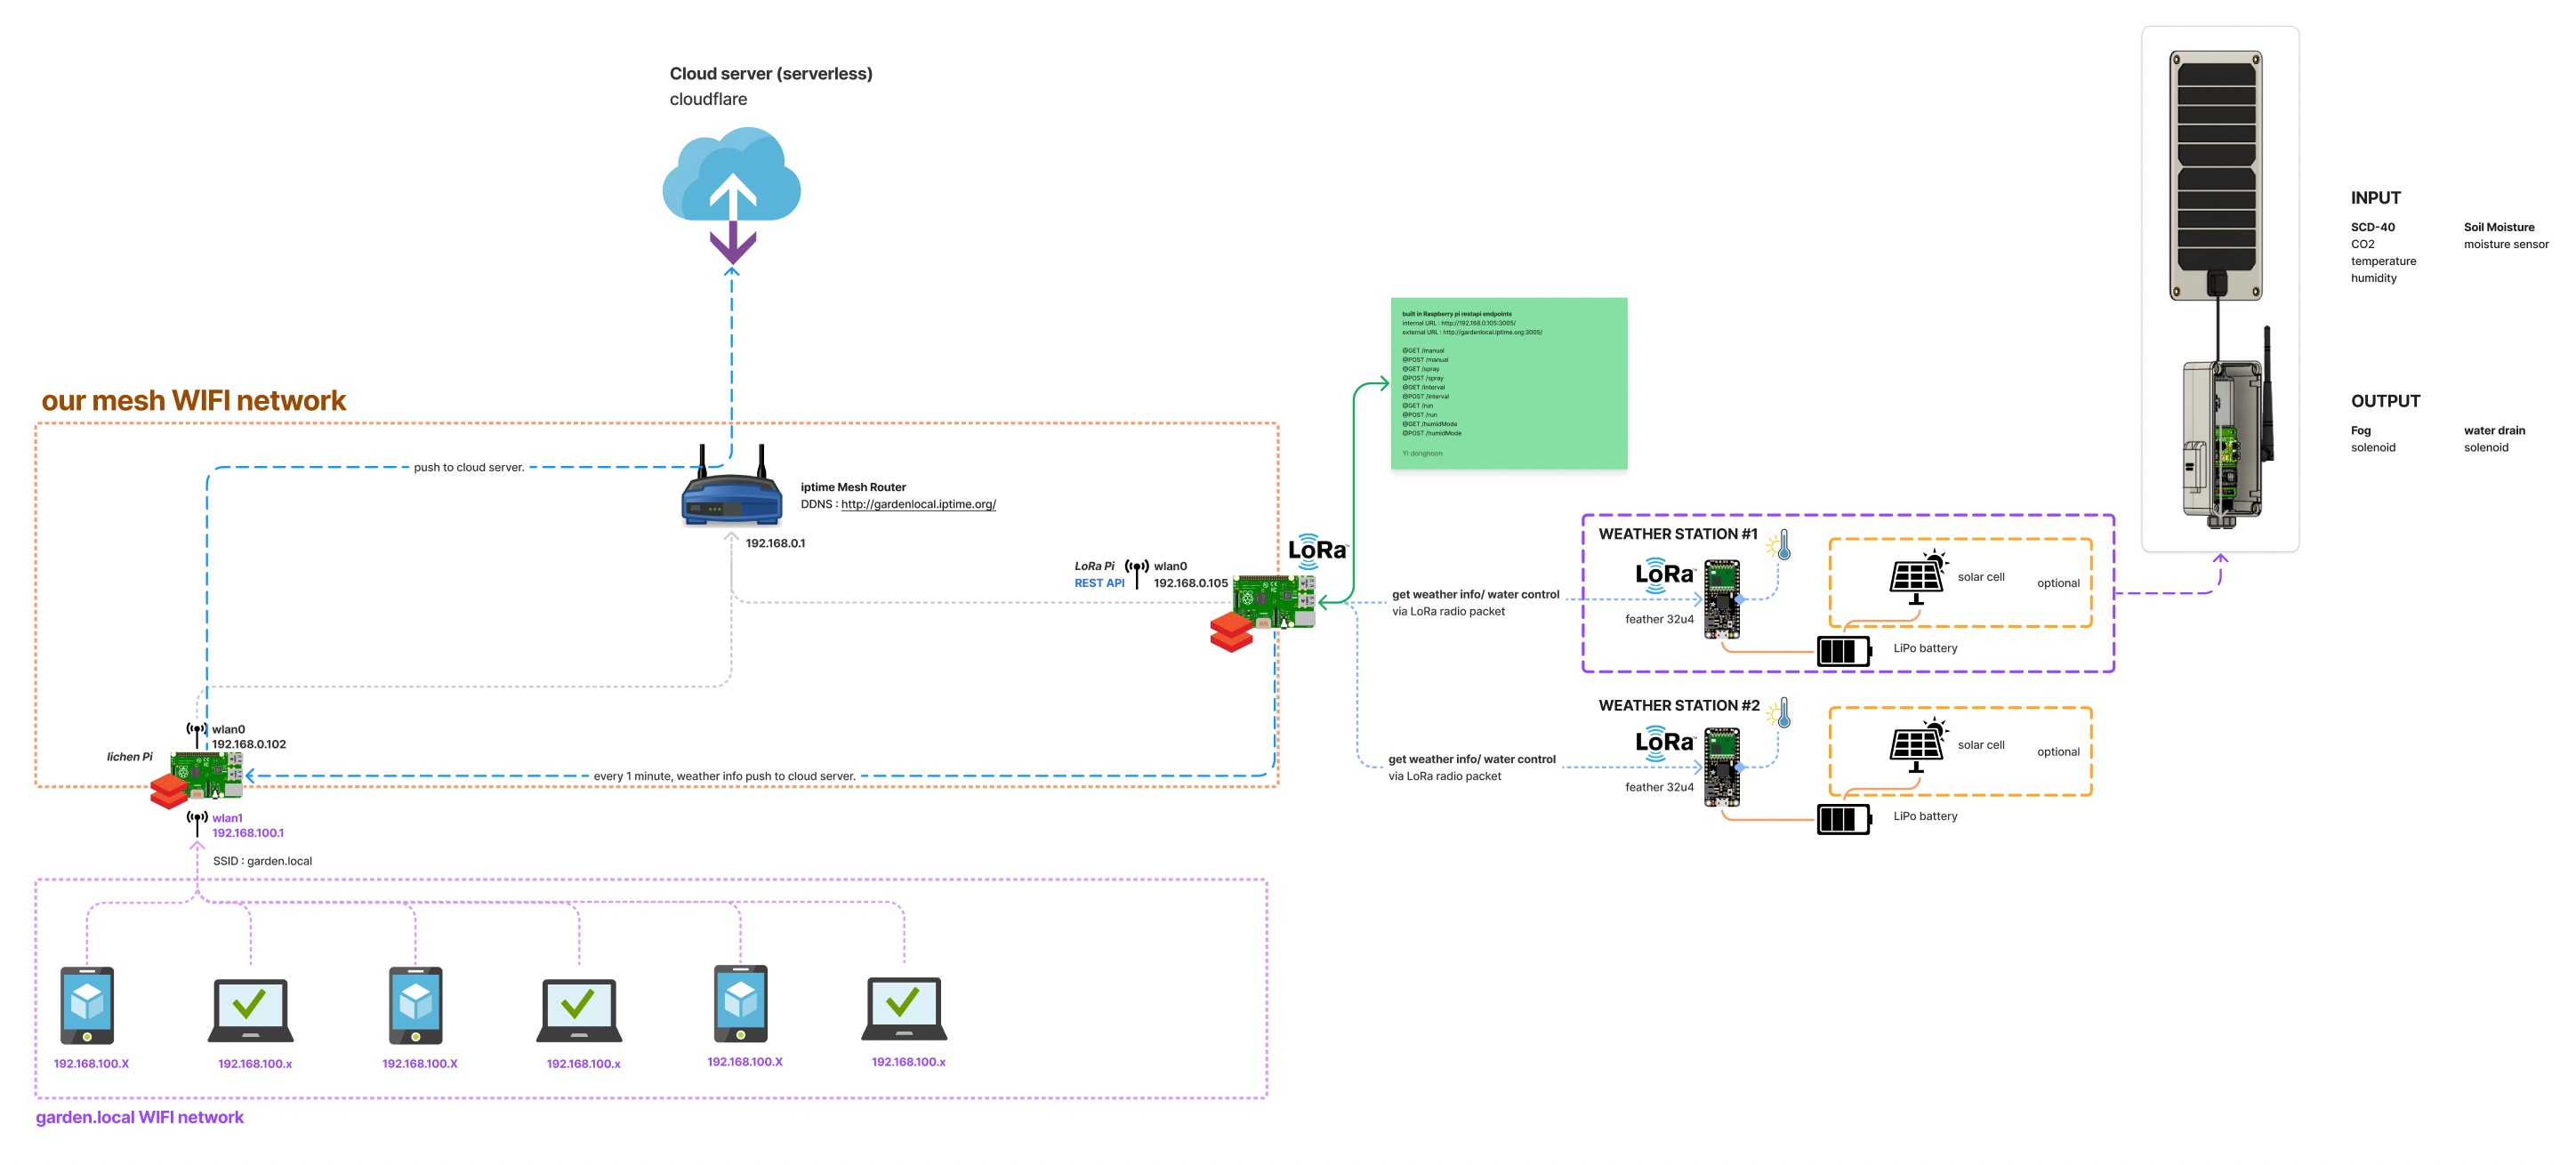 Cloud server (serverless)
cloudflare
INPUT
SCD-40
CO2
temperature
humidity
Soil Moisture
moisture sensor
built in Raspberry pi restapi endpoints
internal URL : http://192.168.0.105:3005/
external URL : http://gardenlocal.iptime.org:3005/
@GET /manual
@POST /manual
@GET /spray
@POST /spray
@GET /interval
@POST /interval
@GET /run
@POST /run
@GET /humidMode
@POST /humidMode
Yi donghoon
our mesh WIFI network
OUTPUT
Fog
solenoid
water drain
solenoid
push to cloud server.
iptime Mesh Router
DDNS : http://gardenlocal.iptime.org/
192.168.0.1
LoRa Pi
REST API
wlan0
192.168.0.105
LoRa™
get weather info/ water control
via LoRa radio packet
WEATHER STATION #1
LoRa
feather 32u4
solar cell
optional
LiPo battery
get weather info/ water control
via LoRa radio packet
WEATHER STATION #2
LoRa
feather 32u4
solar cell
optional
LiPo battery
wlan0
192.168.0.102
lichen Pi
every 1 minute, weather info push to cloud server.
wlan1
192.168.100.1
SSID : garden.local
192.168.100.X
192.168.100.x
192.168.100.X
192.168.100.x
192.168.100.X
192.168.100.x
garden.local WIFI network